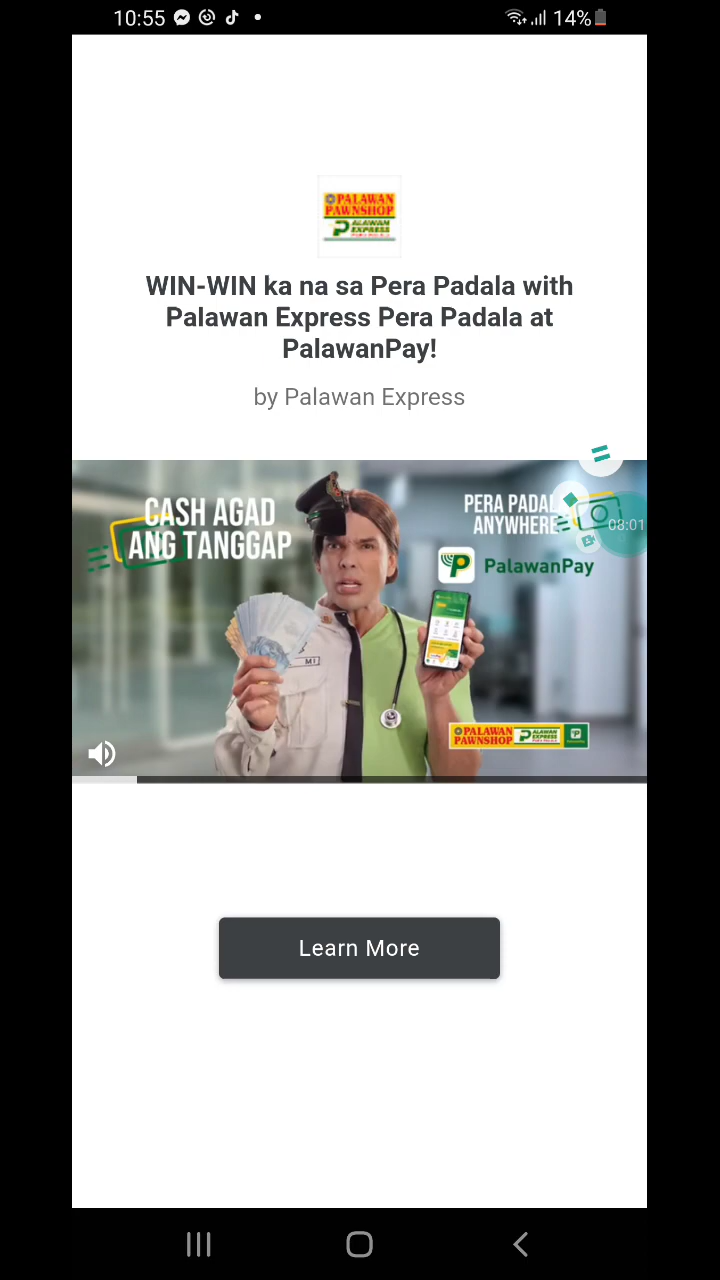 10:55
14%
PALAWAN
PAWNSHOP
PALAWAN
EXPRESS
WIN-WIN ka na sa Pera Padala with
Palawan Express Pera Padala at
PalawanPay!
by Palawan Express
CASH AGAD
ANG TANGGAP
PERA PADAL
ANYWHERE
08:01
PalawanPay
PALAWAN
PAWNSHOP
PALAWAN
EXPRESS
Learn More